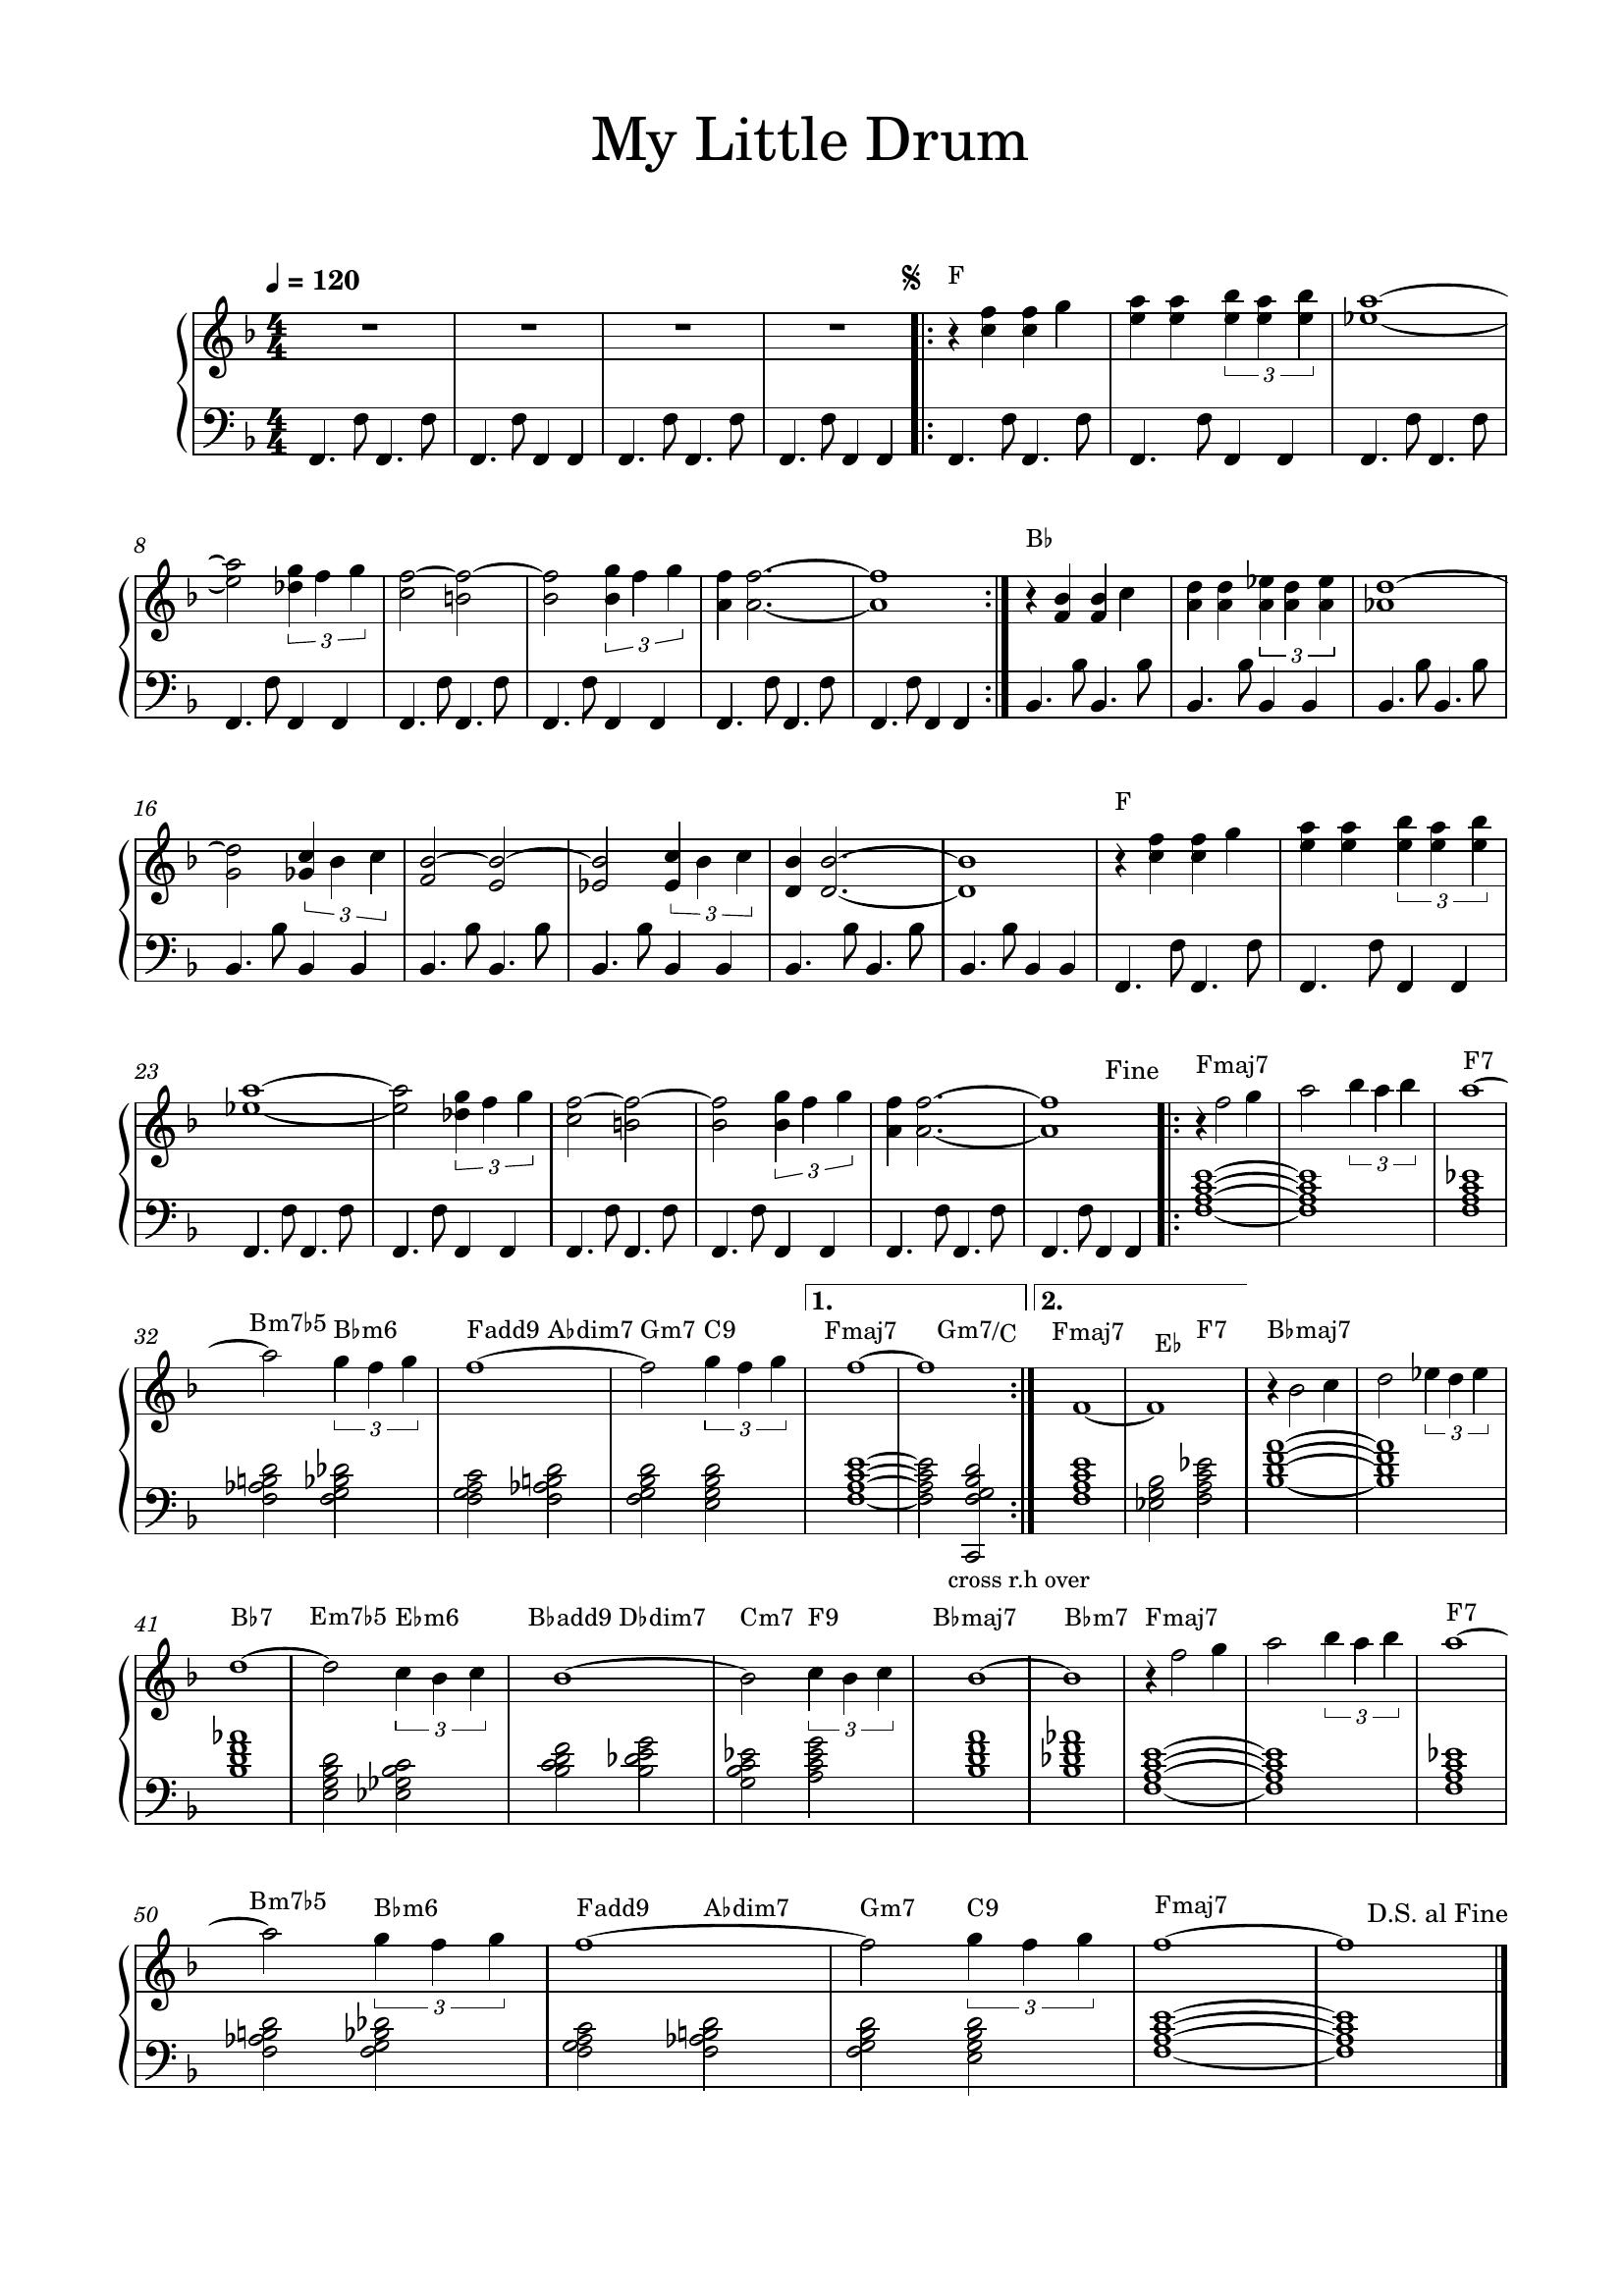 My Little Drum
= 120
F
3
8
3
3
B♭
3
16
3
3
F
3
23
3
3
Fine
Fmaj7
3
F7
32
Bm7♭5 B♭m6 Fadd9 A♭dim7 Gm7 C9 1. Fmaj7 Gm7/C 2. Fmaj7 E♭ F7 B♭maj7
3 3 3
cross r.h over
41
B♭7 Em7♭5 E♭m6 B♭add9 D♭dim7 Cm7 F9 B♭maj7 B♭m7 Fmaj7 F7
3 3 3
50
Bm7♭5 B♭m6 Fadd9 A♭dim7 Gm7 C9 Fmaj7 D.S. al Fine
3 3